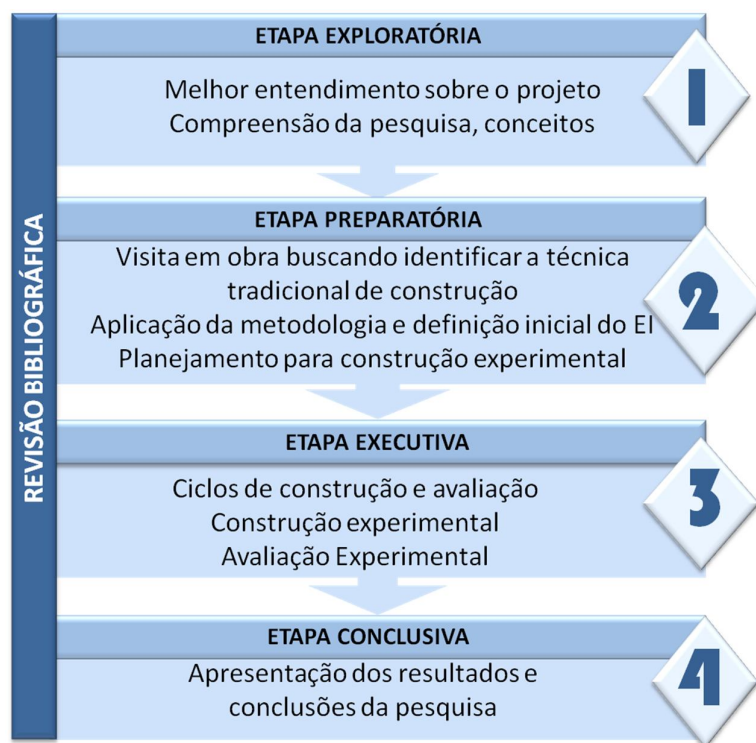 REVISÃO BIBLIOGRÁFICA
ETAPA EXPLORATÓRIA
1
Melhor entendimento sobre o projeto
Compreensão da pesquisa, conceitos
ETAPA PREPARATÓRIA
2
Visita em obra buscando identificar a técnica
tradicional de construção
Aplicação da metodologia e definição inicial do EI
Planejamento para construção experimental
ETAPA EXECUTIVA
3
Ciclos de construção e avaliação
Construção experimental
Avaliação Experimental
ETAPA CONCLUSIVA
4
Apresentação dos resultados e
conclusões da pesquisa